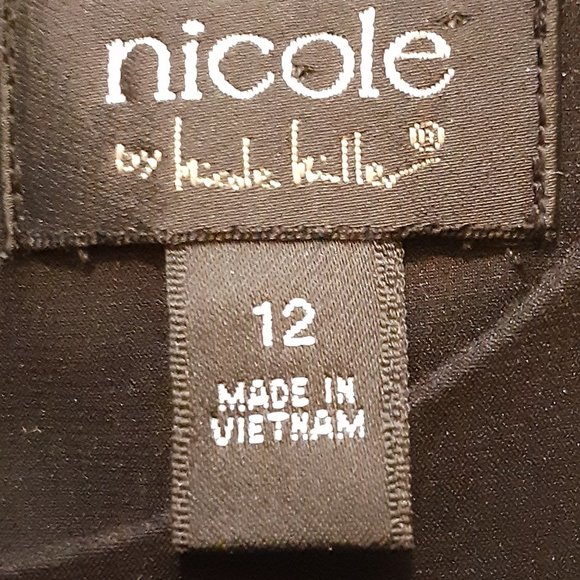 nicole
by Nicole Miller ®
12
MADE IN
VIETNAM